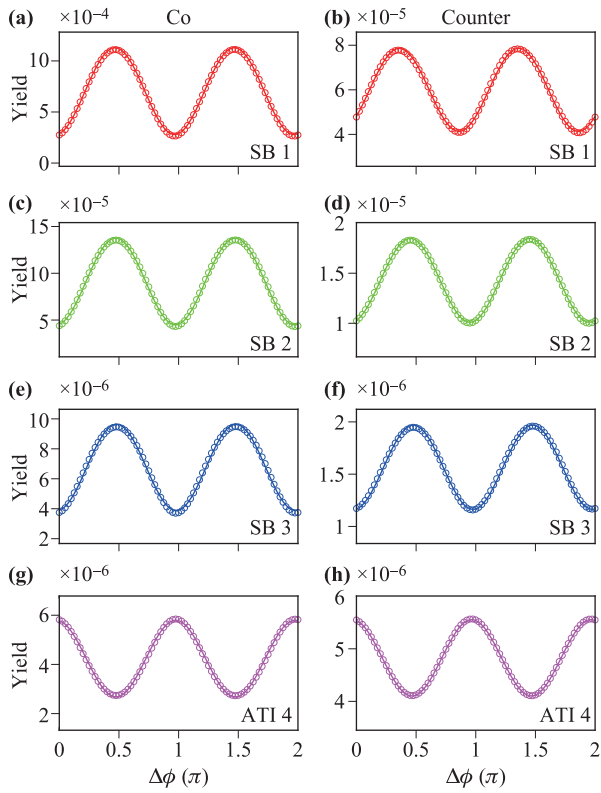 (a) ×10⁻⁴ Co
Yield
10
5
0
SB 1
(b) ×10⁻⁵ Counter
8
6
4
SB 1
(c) ×10⁻⁵
Yield
15
10
5
SB 2
(d) ×10⁻⁵
2
1.5
1
SB 2
(e) ×10⁻⁶
Yield
10
8
6
4
2
SB 3
(f) ×10⁻⁶
2
1.5
1
SB 3
(g) ×10⁻⁶
Yield
6
4
2
ATI 4
0 0.5 1 1.5 2
Δϕ (π)
(h) ×10⁻⁶
6
5
4
ATI 4
0 0.5 1 1.5 2
Δϕ (π)